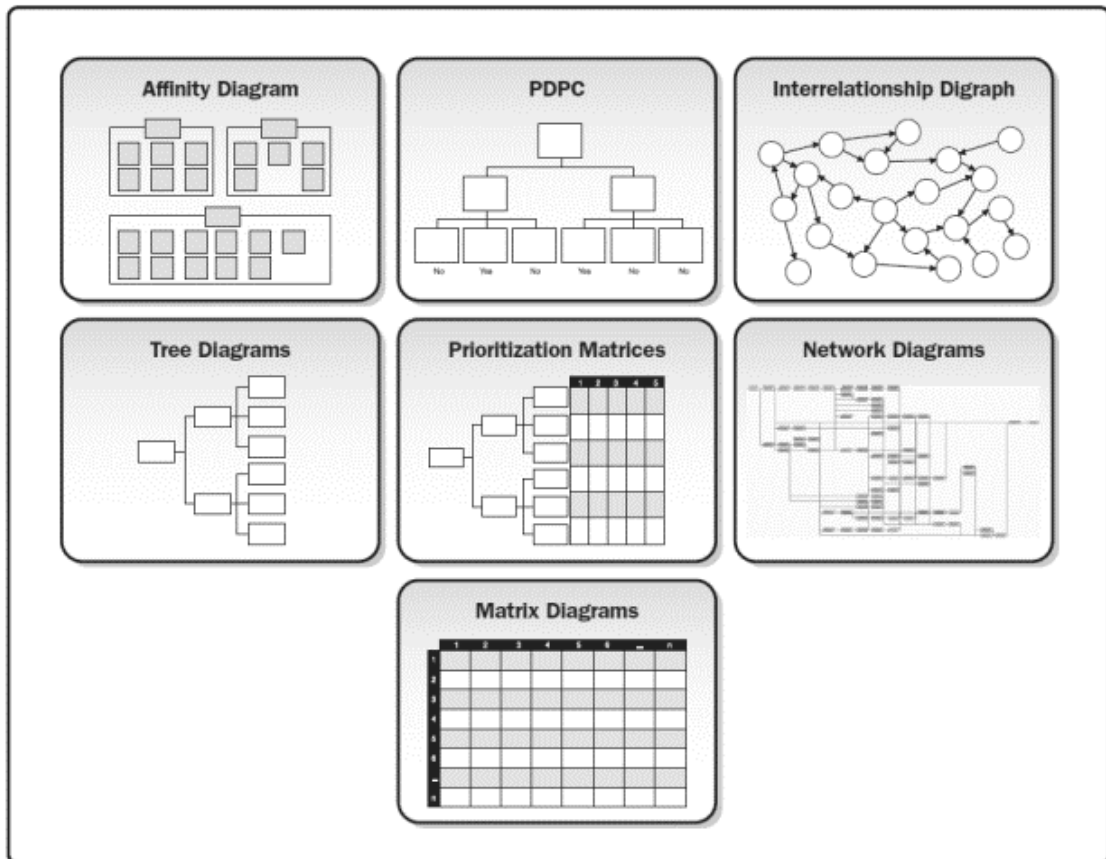 Affinity Diagram
PDPC
No Yes No Yes No No
Interrelationship Digraph
Tree Diagrams
Prioritization Matrices
1 2 3 4 5
Network Diagrams
Matrix Diagrams
1 2 3 4 5 6 ... n
1
2
3
4
5
6
...
n